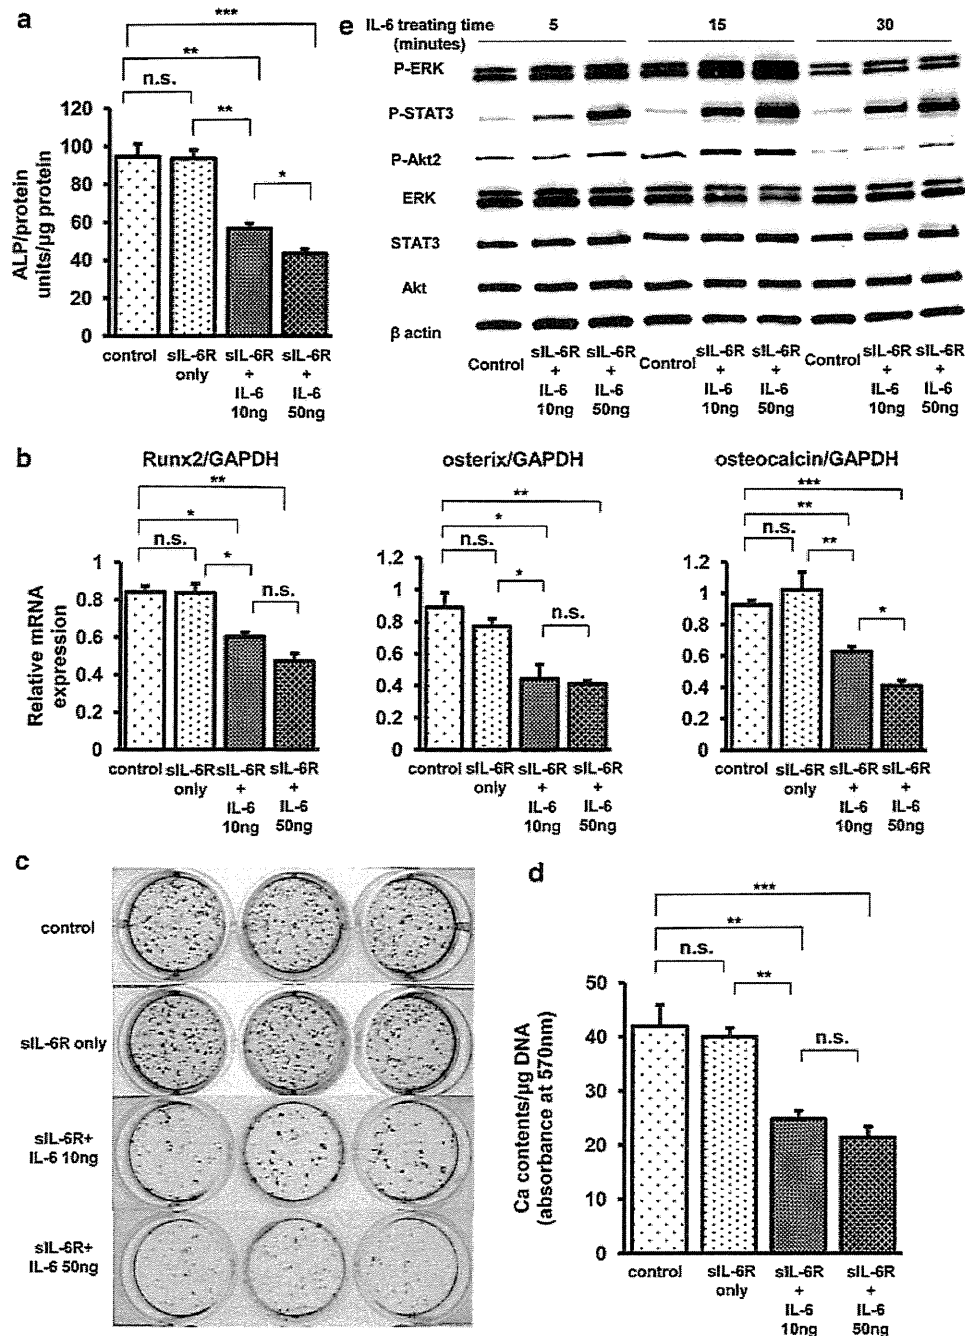 a
***
**
n.s.
**
*
120
100
80
60
40
20
0
ALP/protein
units/µg protein
control
sIL-6R
only
sIL-6R
+
IL-6
10ng
sIL-6R
+
IL-6
50ng
e
IL-6 treating time
(minutes)
5
15
30
P-ERK
P-STAT3
P-Akt2
ERK
STAT3
Akt
β actin
Control
sIL-6R
+
IL-6
10ng
sIL-6R
+
IL-6
50ng
Control
sIL-6R
+
IL-6
10ng
sIL-6R
+
IL-6
50ng
Control
sIL-6R
+
IL-6
10ng
sIL-6R
+
IL-6
50ng
b
Relative mRNA
expression
Runx2/GAPDH
**
*
n.s.
*
n.s.
1
0.8
0.6
0.4
0.2
0
control
sIL-6R
only
sIL-6R
+
IL-6
10ng
sIL-6R
+
IL-6
50ng
osterix/GAPDH
**
*
n.s.
*
n.s.
1.2
1
0.8
0.6
0.4
0.2
0
control
sIL-6R
only
sIL-6R
+
IL-6
10ng
sIL-6R
+
IL-6
50ng
osteocalcin/GAPDH
***
**
n.s.
**
*
1.2
1
0.8
0.6
0.4
0.2
0
control
sIL-6R
only
sIL-6R
+
IL-6
10ng
sIL-6R
+
IL-6
50ng
c
control
sIL-6R only
sIL-6R+
IL-6 10ng
sIL-6R+
IL-6 50ng
d
***
**
n.s.
**
n.s.
50
40
30
20
10
0
Ca contents/µg DNA
(absorbance at 570nm)
control
sIL-6R
only
sIL-6R
+
IL-6
10ng
sIL-6R
+
IL-6
50ng